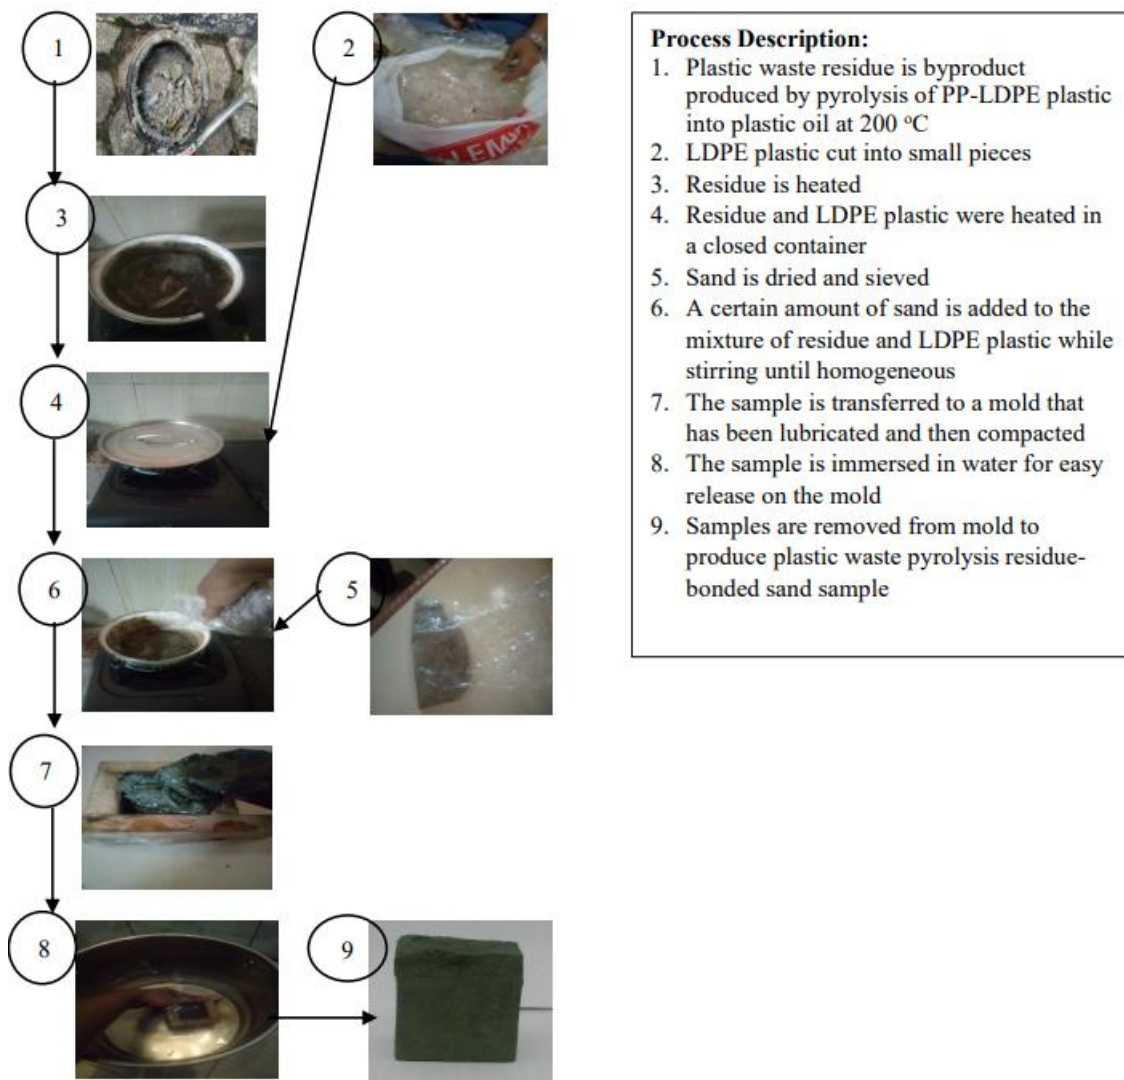 1
2
LEM
3
4
6
5
7
8
9
Process Description:
1. Plastic waste residue is byproduct
produced by pyrolysis of PP-LDPE plastic
into plastic oil at 200 °C
2. LDPE plastic cut into small pieces
3. Residue is heated
4. Residue and LDPE plastic were heated in
a closed container
5. Sand is dried and sieved
6. A certain amount of sand is added to the
mixture of residue and LDPE plastic while
stirring until homogeneous
7. The sample is transferred to a mold that
has been lubricated and then compacted
8. The sample is immersed in water for easy
release on the mold
9. Samples are removed from mold to
produce plastic waste pyrolysis residue-
bonded sand sample